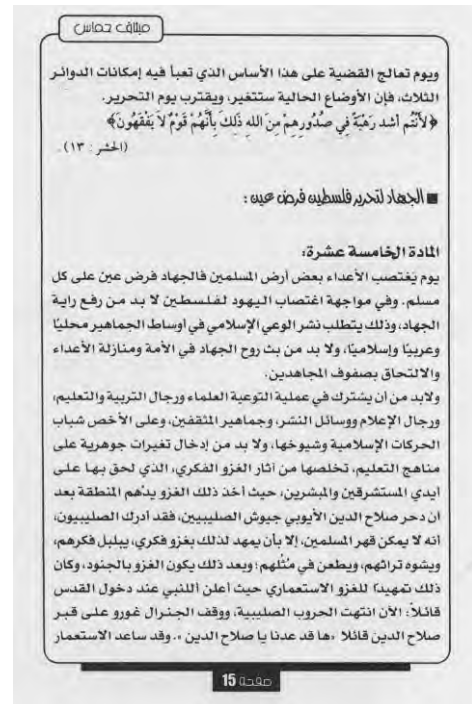 ميثاق حماس
ويوم تعالج القضية على هذا الأساس الذي تعبأ فيه إمكانات الدوائر
الثلاث، فإن الأوضاع الحالية ستتغير، ويقترب يوم التحرير.
﴿لأَنْتُم أشد رَهْبَةً فِي صُدُورِهِمْ مِنَ اللهِ ذَلِكَ بِأَنَّهُمْ قَوْمٌ لاَ يَفْقَهُونَ﴾
(الحشر : ١٣).
■ الجهاد لتحرير فلسطين فرض عين :
المادة الخامسة عشرة:
يوم يغتصب الأعداء بعض أرض المسلمين فالجهاد فرض عين على كل
مسلم. وفي مواجهة اغتصاب اليهود لفلسطين لا بد من رفع راية
الجهاد، وذلك يتطلب نشر الوعي الإسلامي في أوساط الجماهير محليًا
وعربيًا وإسلاميًا، ولا بد من بث روح الجهاد في الأمة ومنازلة الأعداء
والالتحاق بصفوف المجاهدين.
ولابد من أن يشترك في عملية التوعية العلماء ورجال التربية والتعليم،
ورجال الإعلام ووسائل النشر، وجماهير المثقفين، وعلى الأخص شباب
الحركات الإسلامية وشيوخها، ولا بد من إدخال تغيرات جوهرية على
مناهج التعليم، تخلصها من آثار الغزو الفكري، الذي لحق بها على
أيدي المستشرقين والمبشرين، حيث أخذ ذلك الغزو يدْهم المنطقة بعد
أن دحر صلاح الدين الأيوبي جيوش الصليبيين، فقد أدرك الصليبيون،
أنه لا يمكن قهر المسلمين، إلا بأن يمهد لذلك بغزو فكري، يبلبل فكرهم،
ويشوه تراثهم، ويطعن في مُثُلهم؛ وبعد ذلك يكون الغزو بالجنود، وكان
ذلك تمهيدًا للغزو الاستعماري حيث أعلن أللنبي عند دخول القدس
قائلاً: الآن انتهت الحروب الصليبية، ووقف الجنرال غورو على قبر
صلاح الدين قائلا «ها قد عدنا يا صلاح الدين ». وقد ساعد الاستعمار
صفحة 15